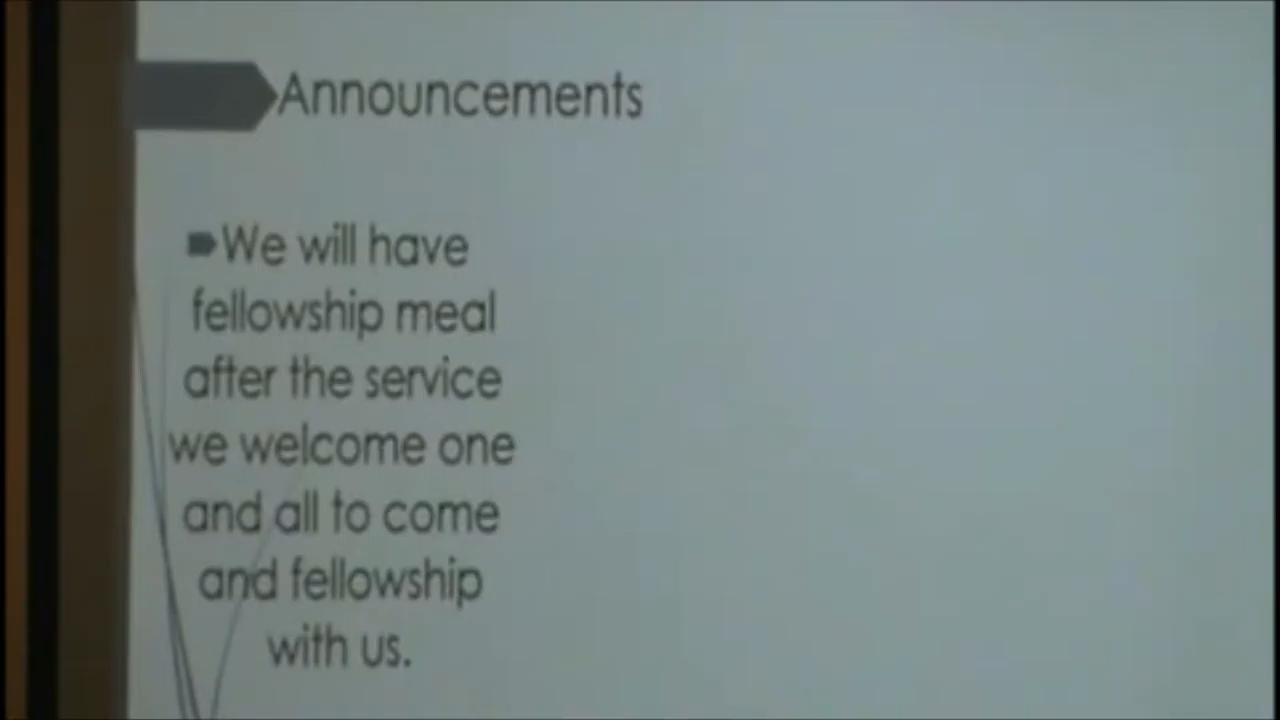 Announcements
We will have
fellowship meal
after the service
we welcome one
and all to come
and fellowship
with us.